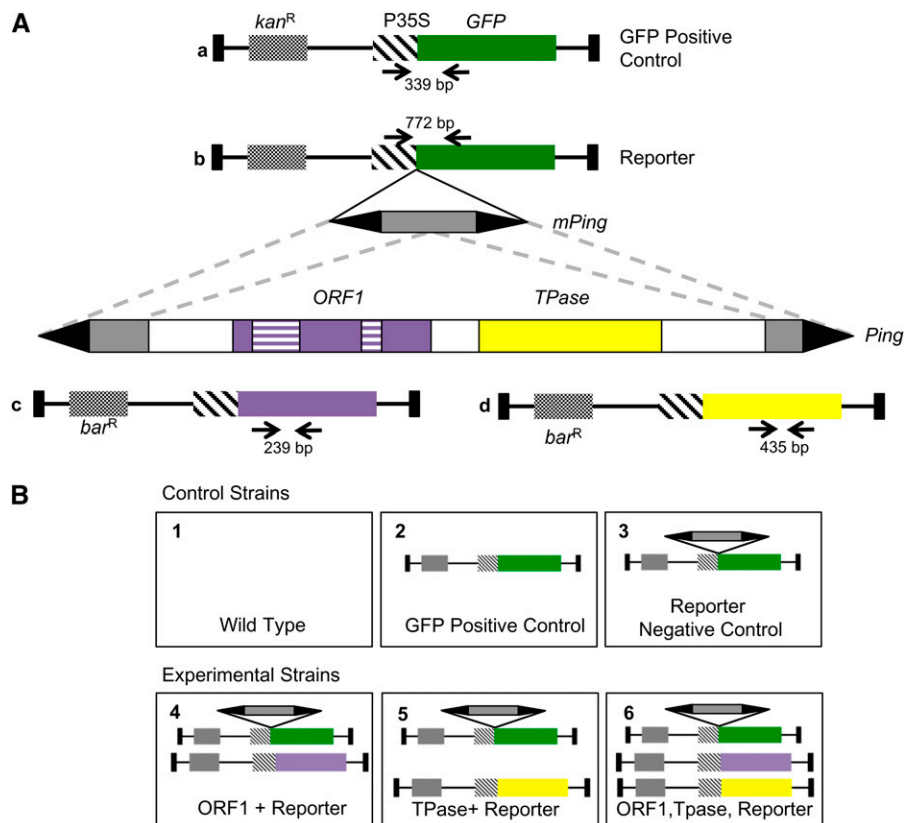 A
kanR P35S GFP
a
GFP Positive
Control
339 bp
772 bp
b
Reporter
mPing
ORF1 TPase
Ping
c
barR
239 bp
d
barR
435 bp
B
Control Strains
1
Wild Type
2
GFP Positive Control
3
Reporter
Negative Control
Experimental Strains
4
ORF1 + Reporter
5
TPase+ Reporter
6
ORF1,Tpase, Reporter